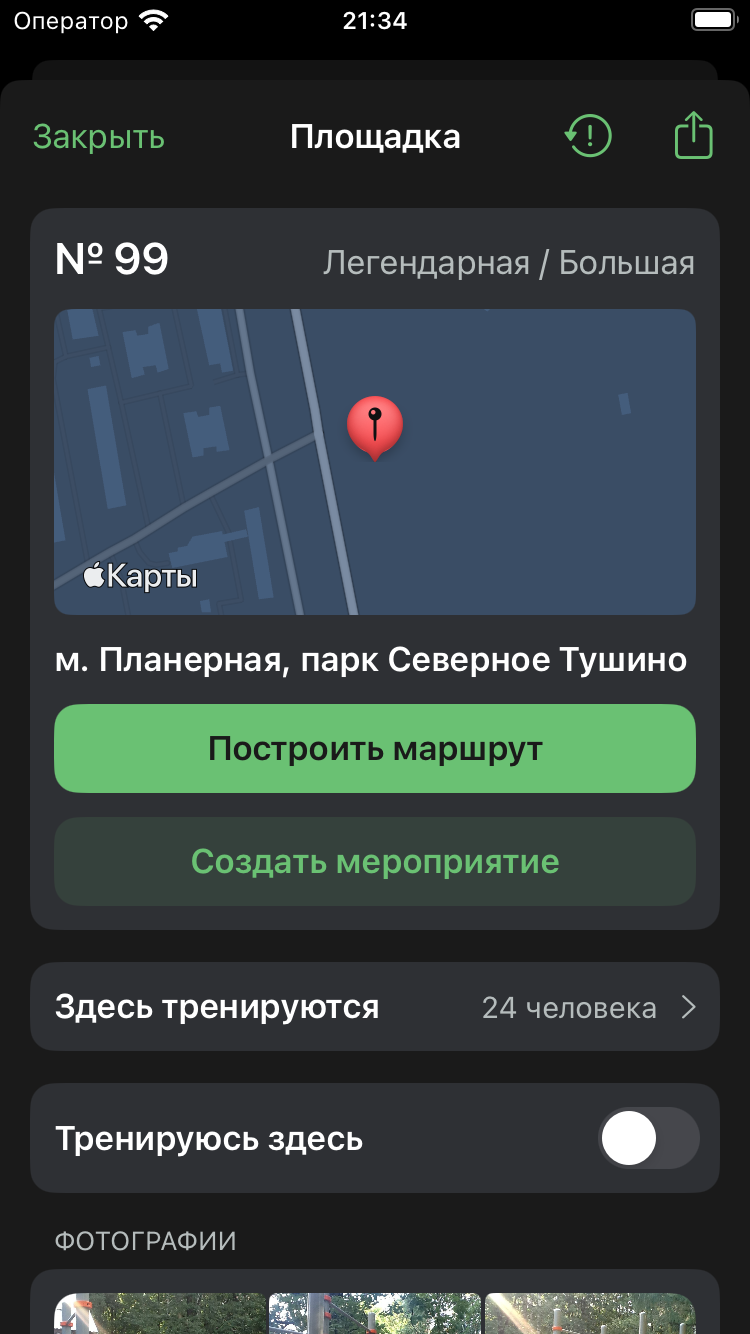 Оператор 21:34
Закрыть Площадка
№ 99 Легендарная / Большая
Карты
м. Планерная, парк Северное Тушино
Построить маршрут
Создать мероприятие
Здесь тренируются 24 человека
Тренируюсь здесь
ФОТОГРАФИИ